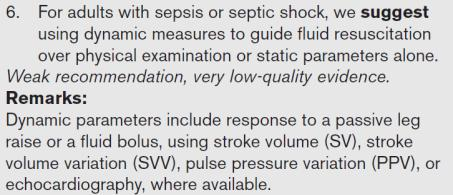 6. For adults with sepsis or septic shock, we suggest
using dynamic measures to guide fluid resuscitation
over physical examination or static parameters alone.
Weak recommendation, very low-quality evidence.
Remarks:
Dynamic parameters include response to a passive leg
raise or a fluid bolus, using stroke volume (SV), stroke
volume variation (SVV), pulse pressure variation (PPV), or
echocardiography, where available.